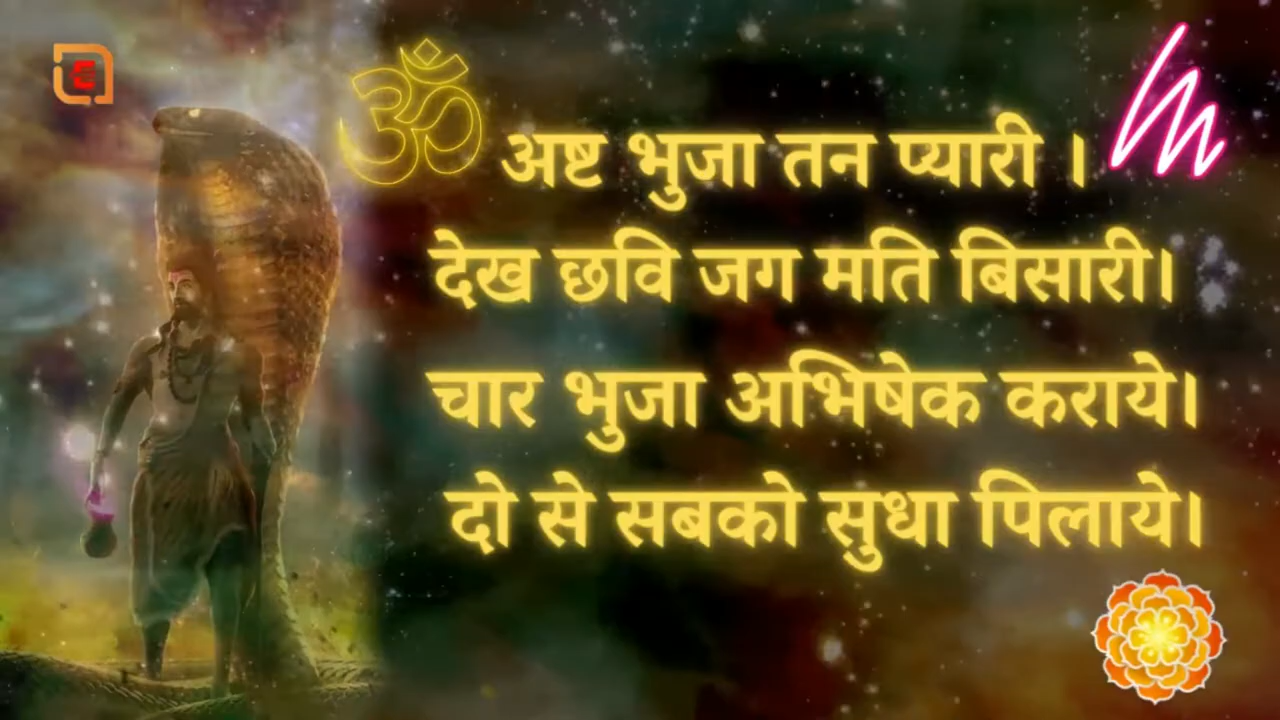 ॐ
अष्ट भुजा तन प्यारी ।
देख छवि जग मति बिसारी।
चार भुजा अभिषेक कराये।
दो से सबको सुधा पिलाये।